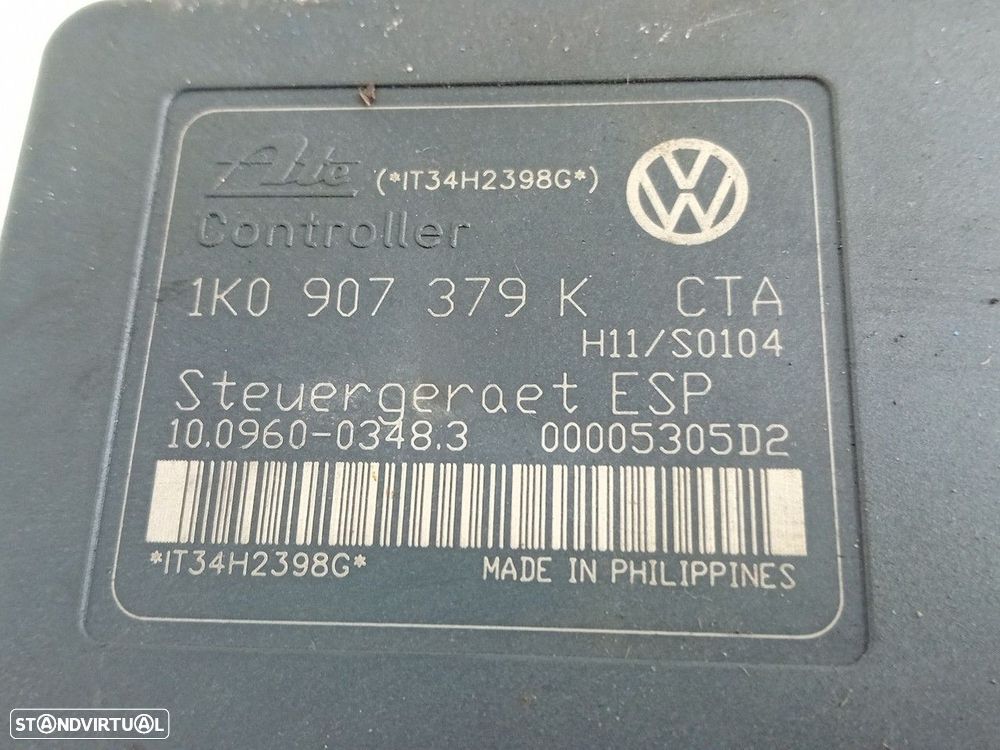 Ate (*IT34H2398G*)
Controller
1K0 907 379 K CTA
H11/S0104
Steuergeraet ESP
10.0960-0348.3 00005305D2
*IT34H2398G* MADE IN PHILIPPINES
STANDVIRTUAL